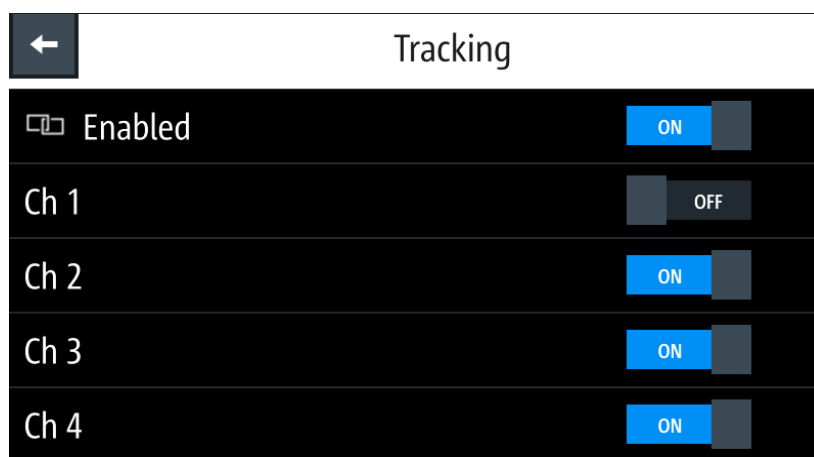 Tracking
Enabled ON
Ch 1 OFF
Ch 2 ON
Ch 3 ON
Ch 4 ON